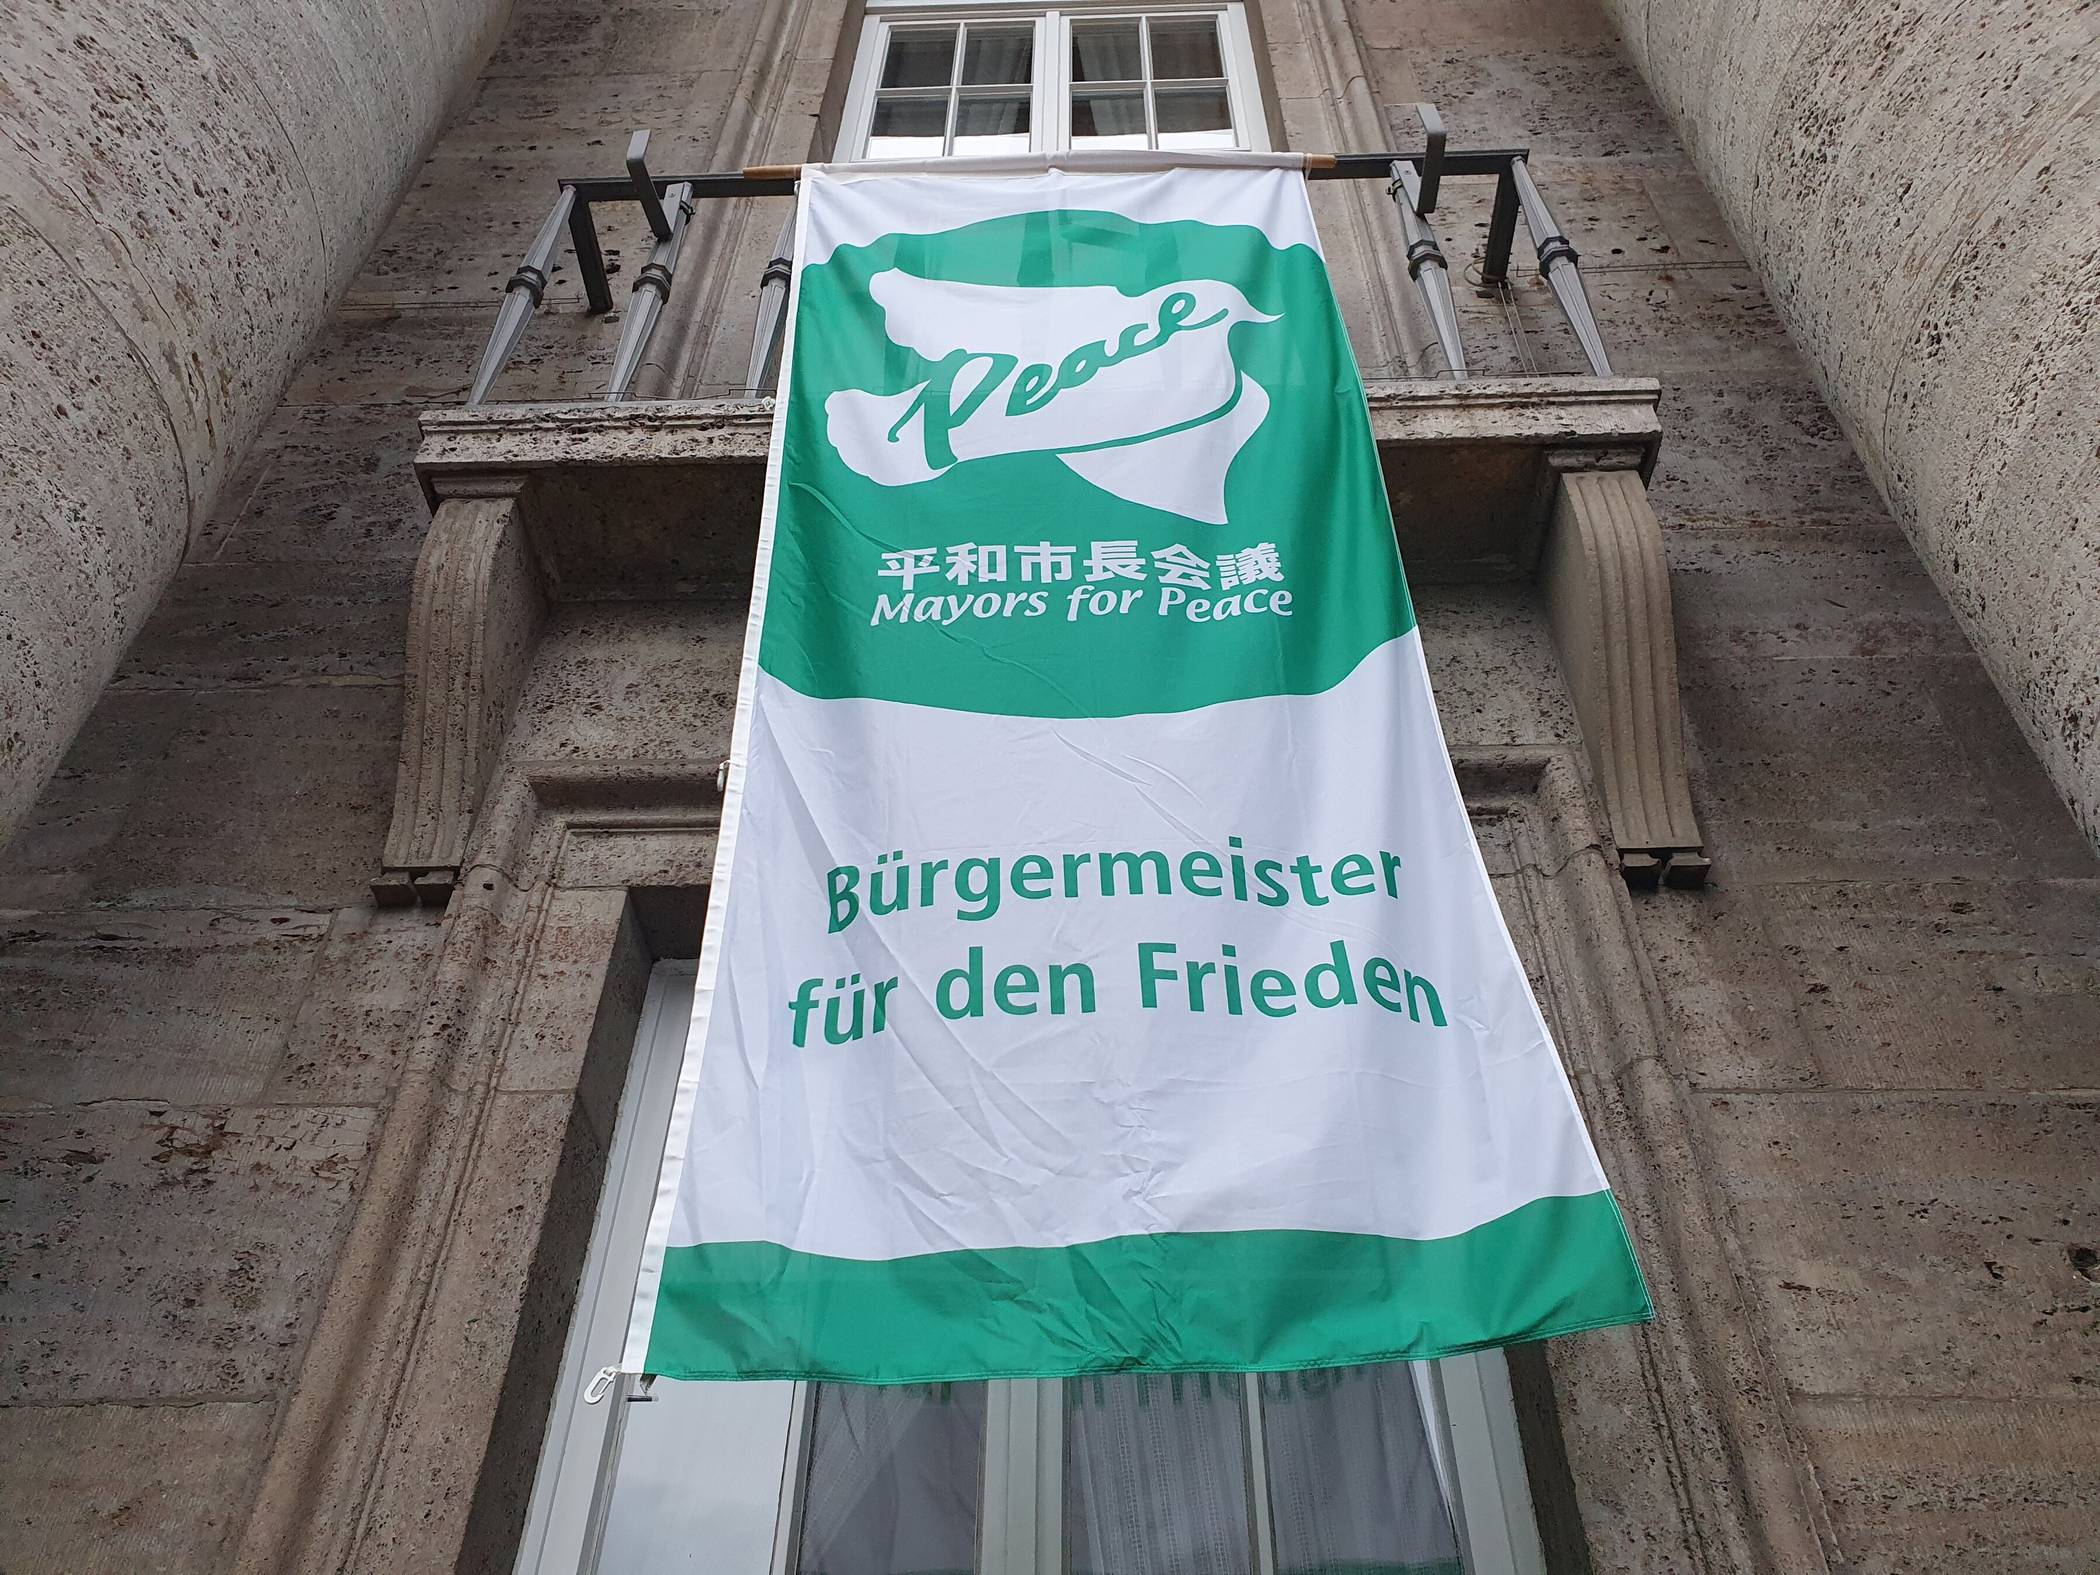 Peace
平和市長会議
Mayors for Peace
Bürgermeister
für den Frieden